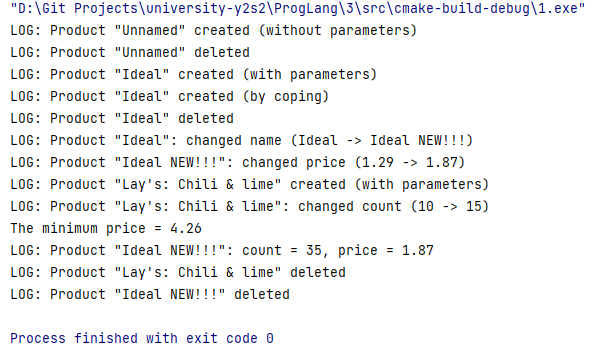 "D:\Git Projects\university-y2s2\ProgLang\3\src\cmake-build-debug\1.exe"
LOG: Product "Unnamed" created (without parameters)
LOG: Product "Unnamed" deleted
LOG: Product "Ideal" created (with parameters)
LOG: Product "Ideal" created (by coping)
LOG: Product "Ideal" deleted
LOG: Product "Ideal": changed name (Ideal -> Ideal NEW!!!)
LOG: Product "Ideal NEW!!!": changed price (1.29 -> 1.87)
LOG: Product "Lay's: Chili & lime" created (with parameters)
LOG: Product "Lay's: Chili & lime": changed count (10 -> 15)
The minimum price = 4.26
LOG: Product "Ideal NEW!!!": count = 35, price = 1.87
LOG: Product "Lay's: Chili & lime" deleted
LOG: Product "Ideal NEW!!!" deleted
Process finished with exit code 0